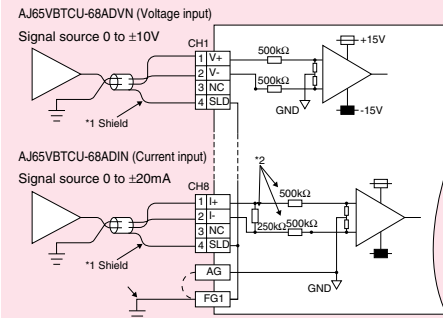 AJ65VBTCU-68ADVN (Voltage input)
Signal source 0 to ±10V
CH1
1 V+
2 V-
3 NC
4 SLD
500kΩ
500kΩ
GND
+15V
-15V
*1 Shield
AJ65VBTCU-68ADIN (Current input)
Signal source 0 to ±20mA
CH8
1 I+
2 I-
3 NC
4 SLD
*2
500kΩ
250kΩ 500kΩ
*1 Shield
AG
GND
FG1